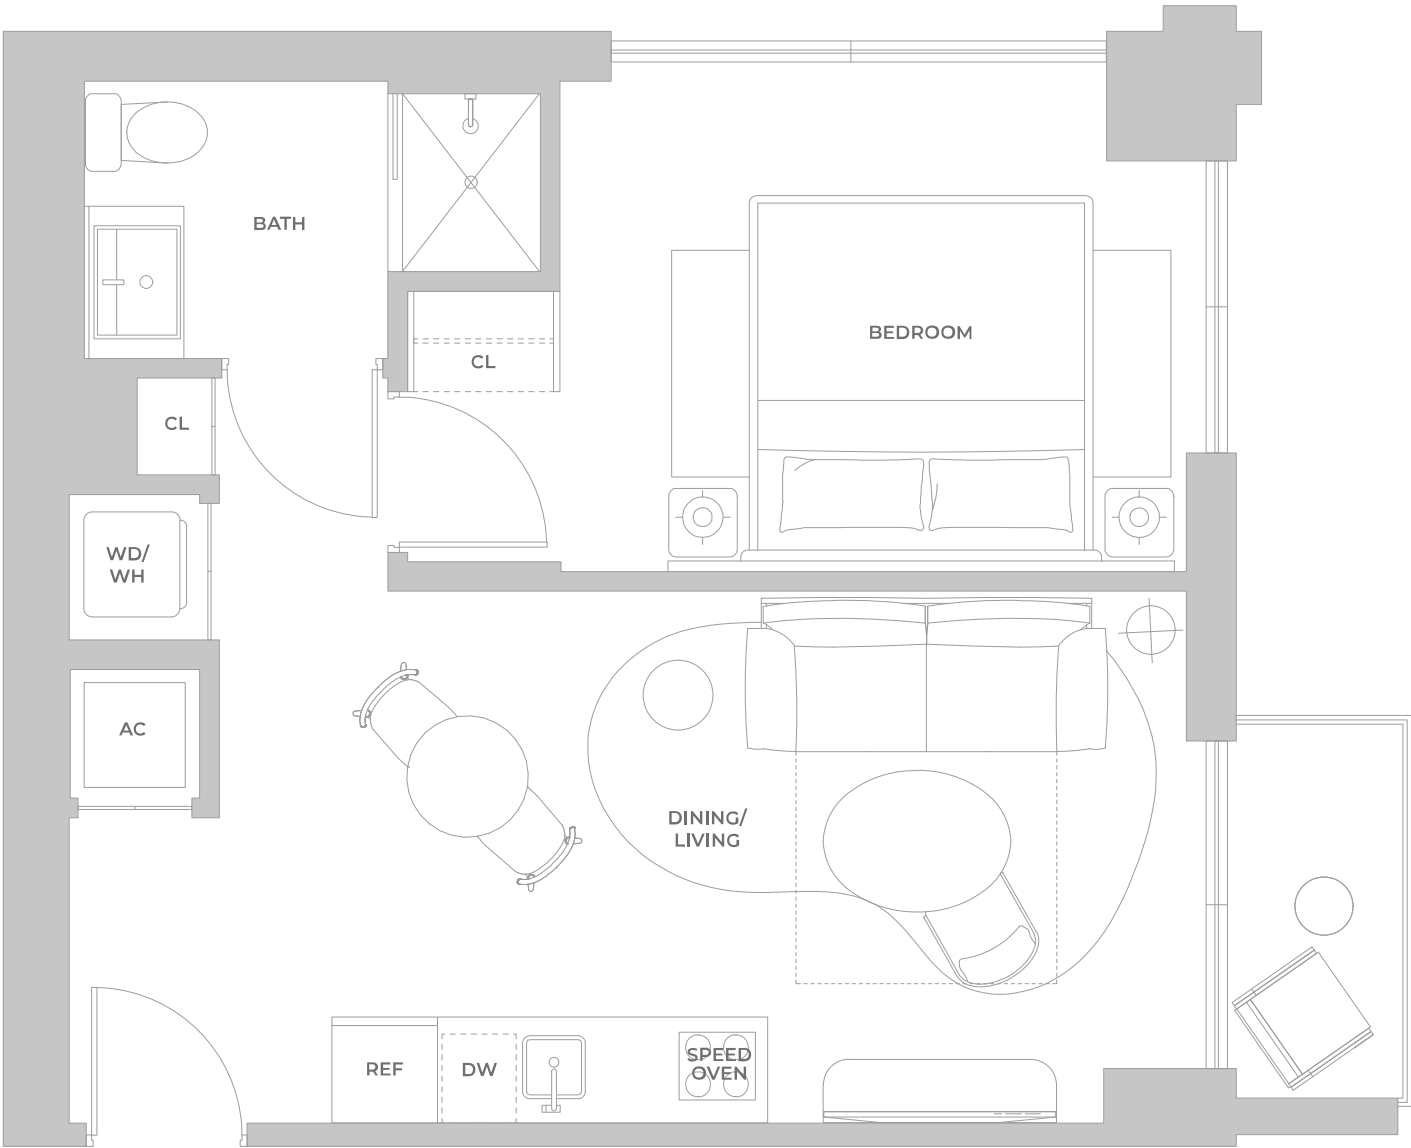 BATH
BEDROOM
CL
CL
WD/
WH
AC
DINING/
LIVING
REF
DW
SPEED
OVEN